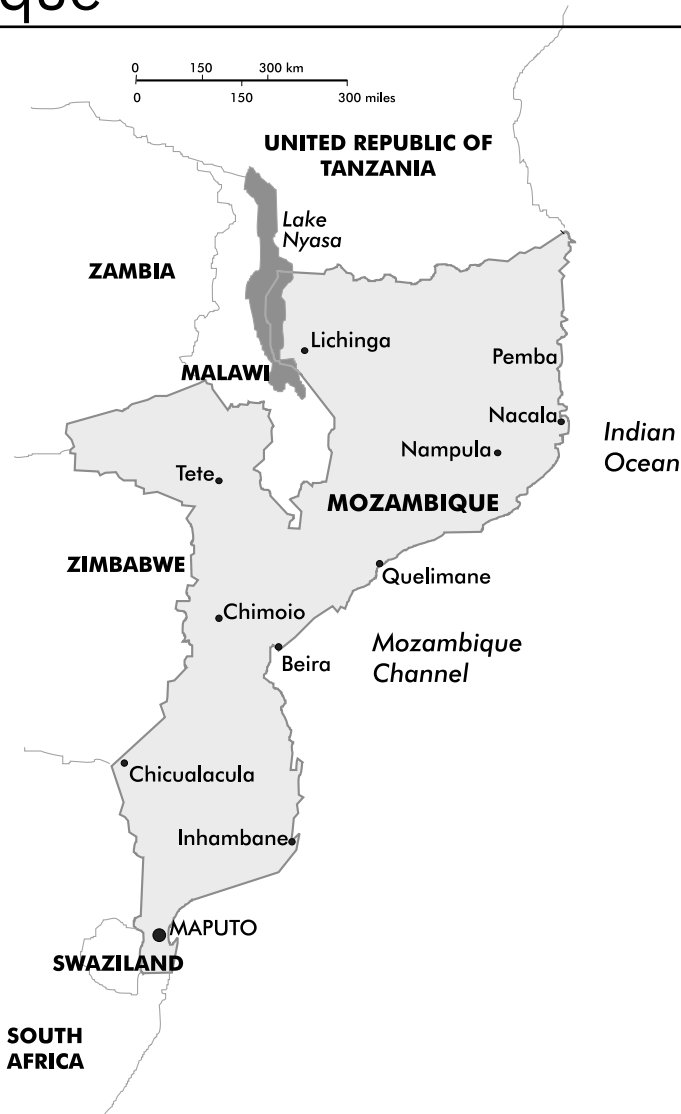 que
0 150 300 km
0 150 300 miles
UNITED REPUBLIC OF
TANZANIA
Lake
Nyasa
ZAMBIA
Lichinga
Pemba
MALAWI
Nacala
Indian
Ocean
Nampula
Tete
MOZAMBIQUE
ZIMBABWE
Quelimane
Chimoio
Mozambique
Channel
Beira
Chicualacula
Inhambane
MAPUTO
SWAZILAND
SOUTH
AFRICA